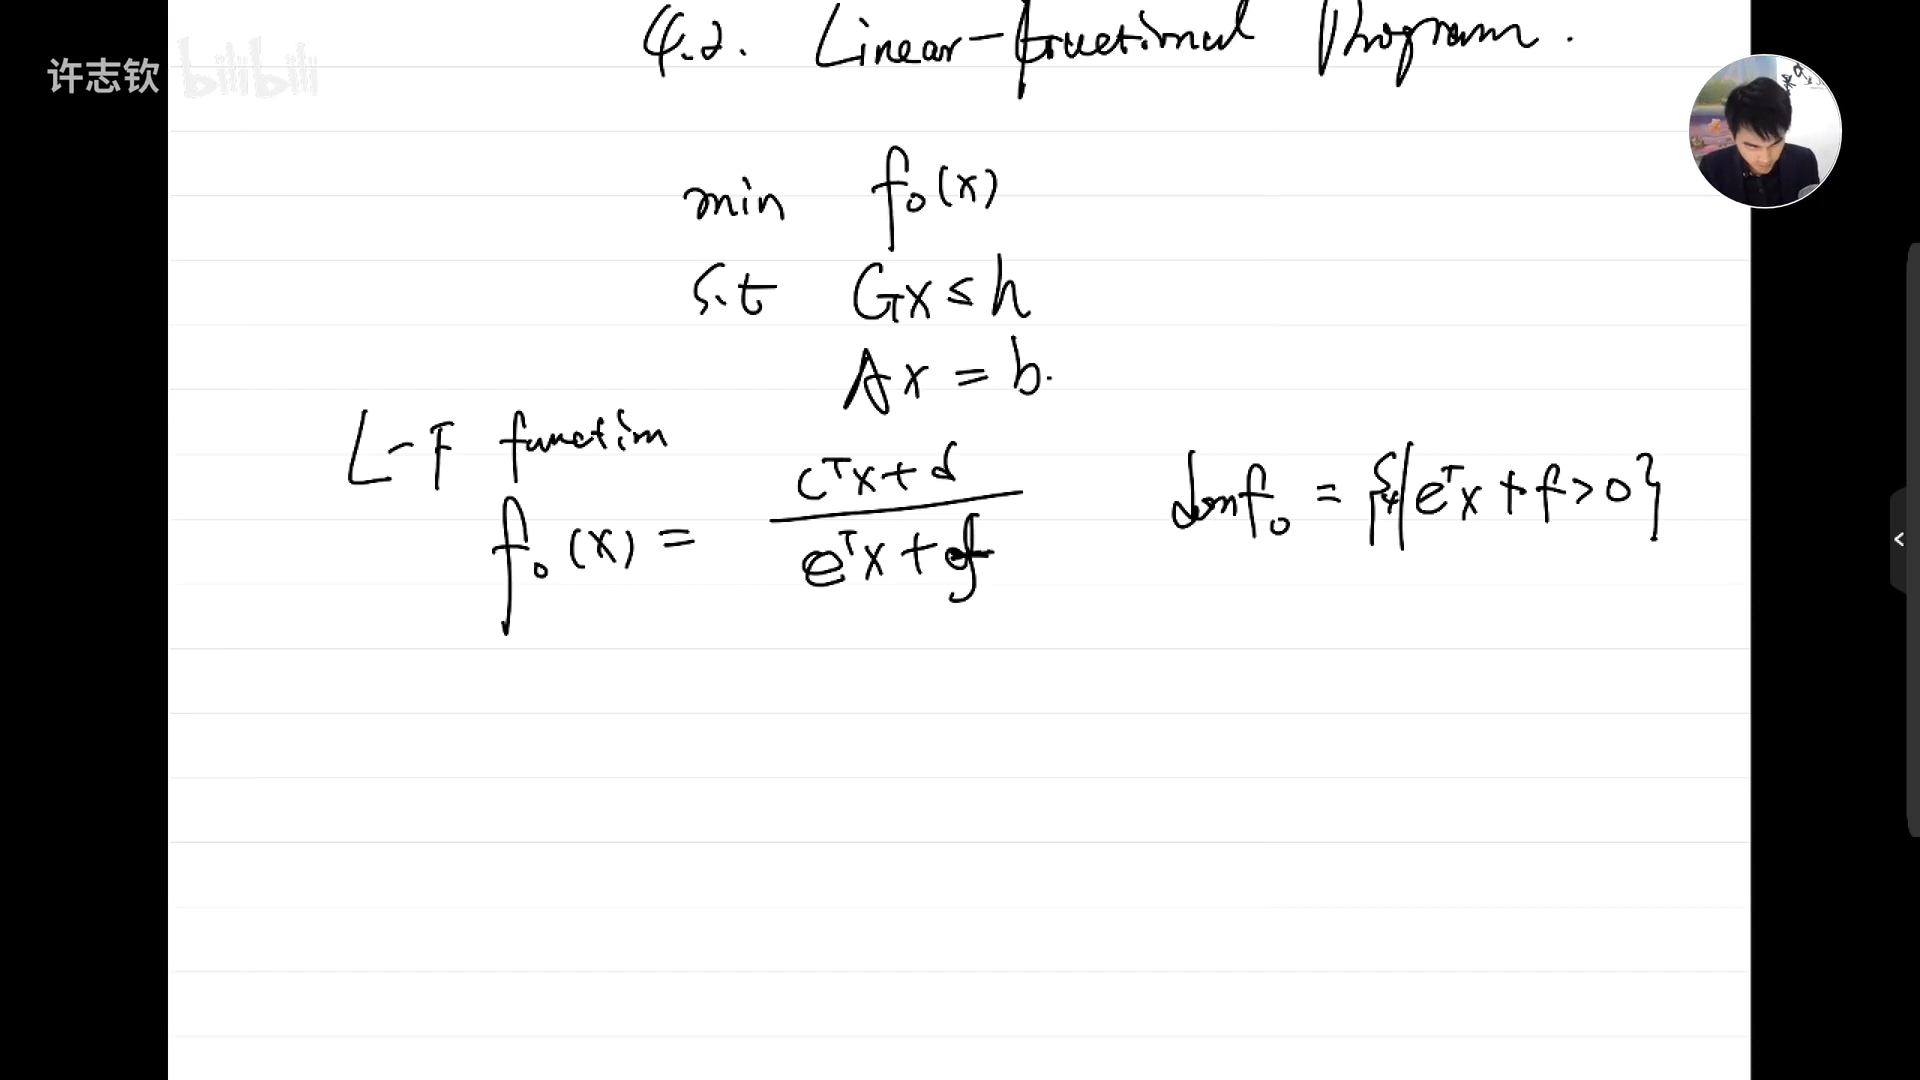 4.2. Linear-fractional Program.
许志钦 bilibili
min f₀(x)
s.t Gx ≤ h
Ax = b.
L-F function
f₀(x) = (cᵀx + d) / (eᵀx + f) dom f₀ = {x | eᵀx + f > 0}